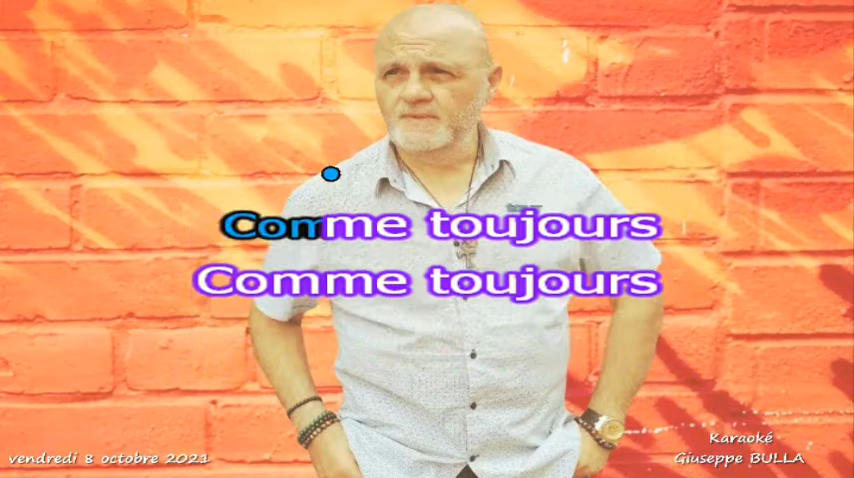 Comme toujours
Comme toujours
vendredi 8 octobre 2021
Karaoké
Giuseppe BULLA